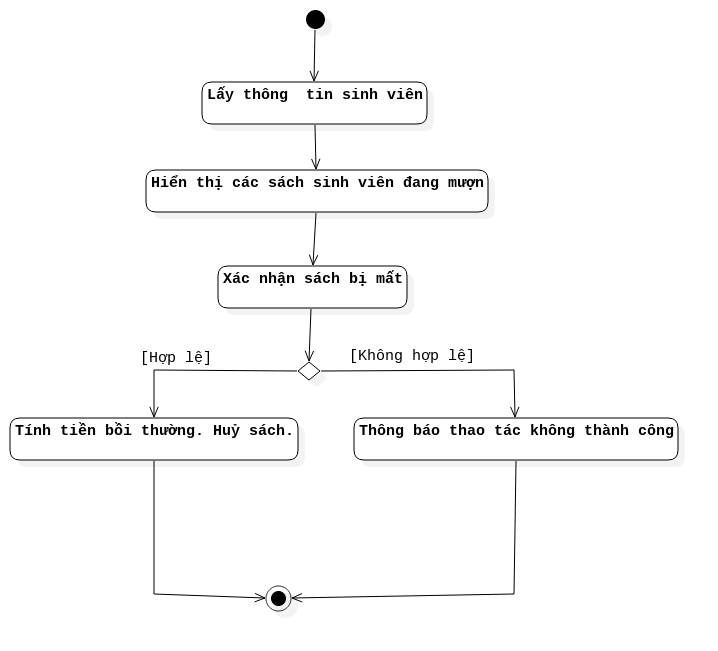 Lấy thông  tin sinh viên
Hiển thị các sách sinh viên đang mượn
Xác nhận sách bị mất
[Hợp lệ]
[Không hợp lệ]
Tính tiền bồi thường. Huỷ sách.
Thông báo thao tác không thành công